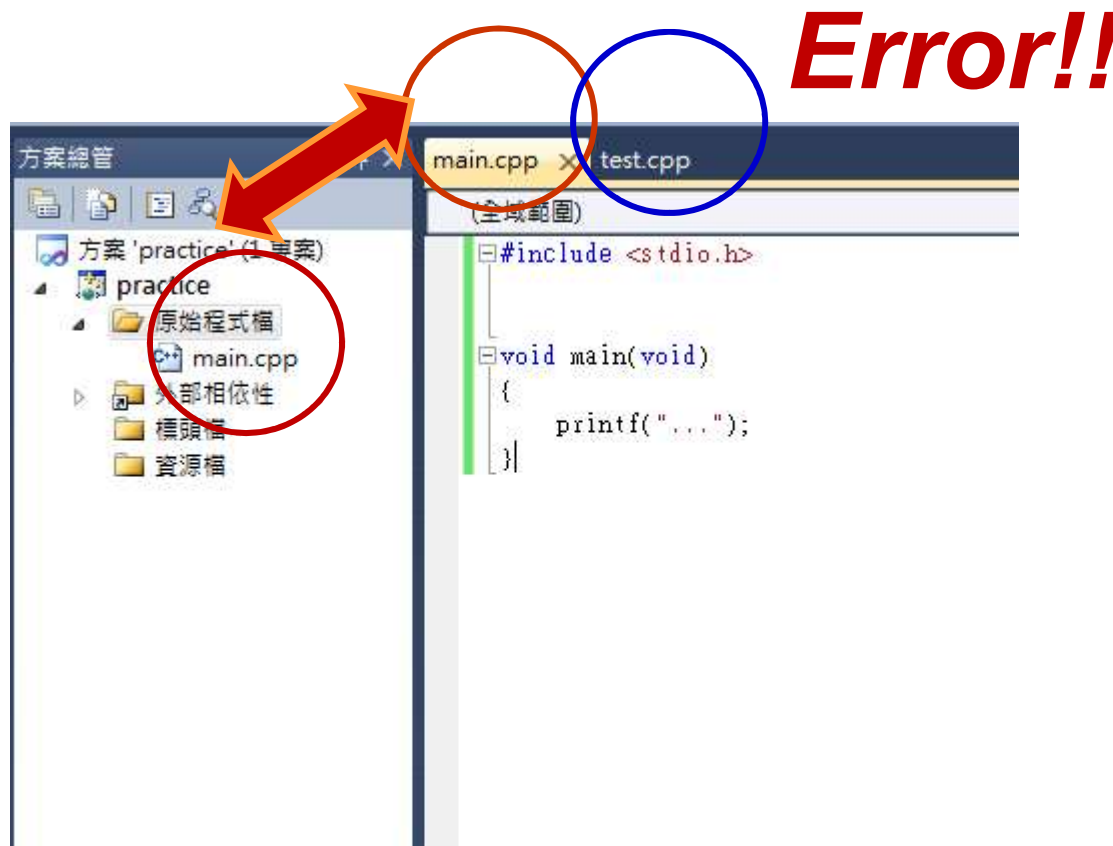 Error!!
方案總管
main.cpp
test.cpp
(全域範圍)
方案 'practice' (1 專案)
practice
原始程式檔
main.cpp
外部相依性
標頭檔
資源檔
#include <stdio.h>
void main(void)
{
printf("...");
}